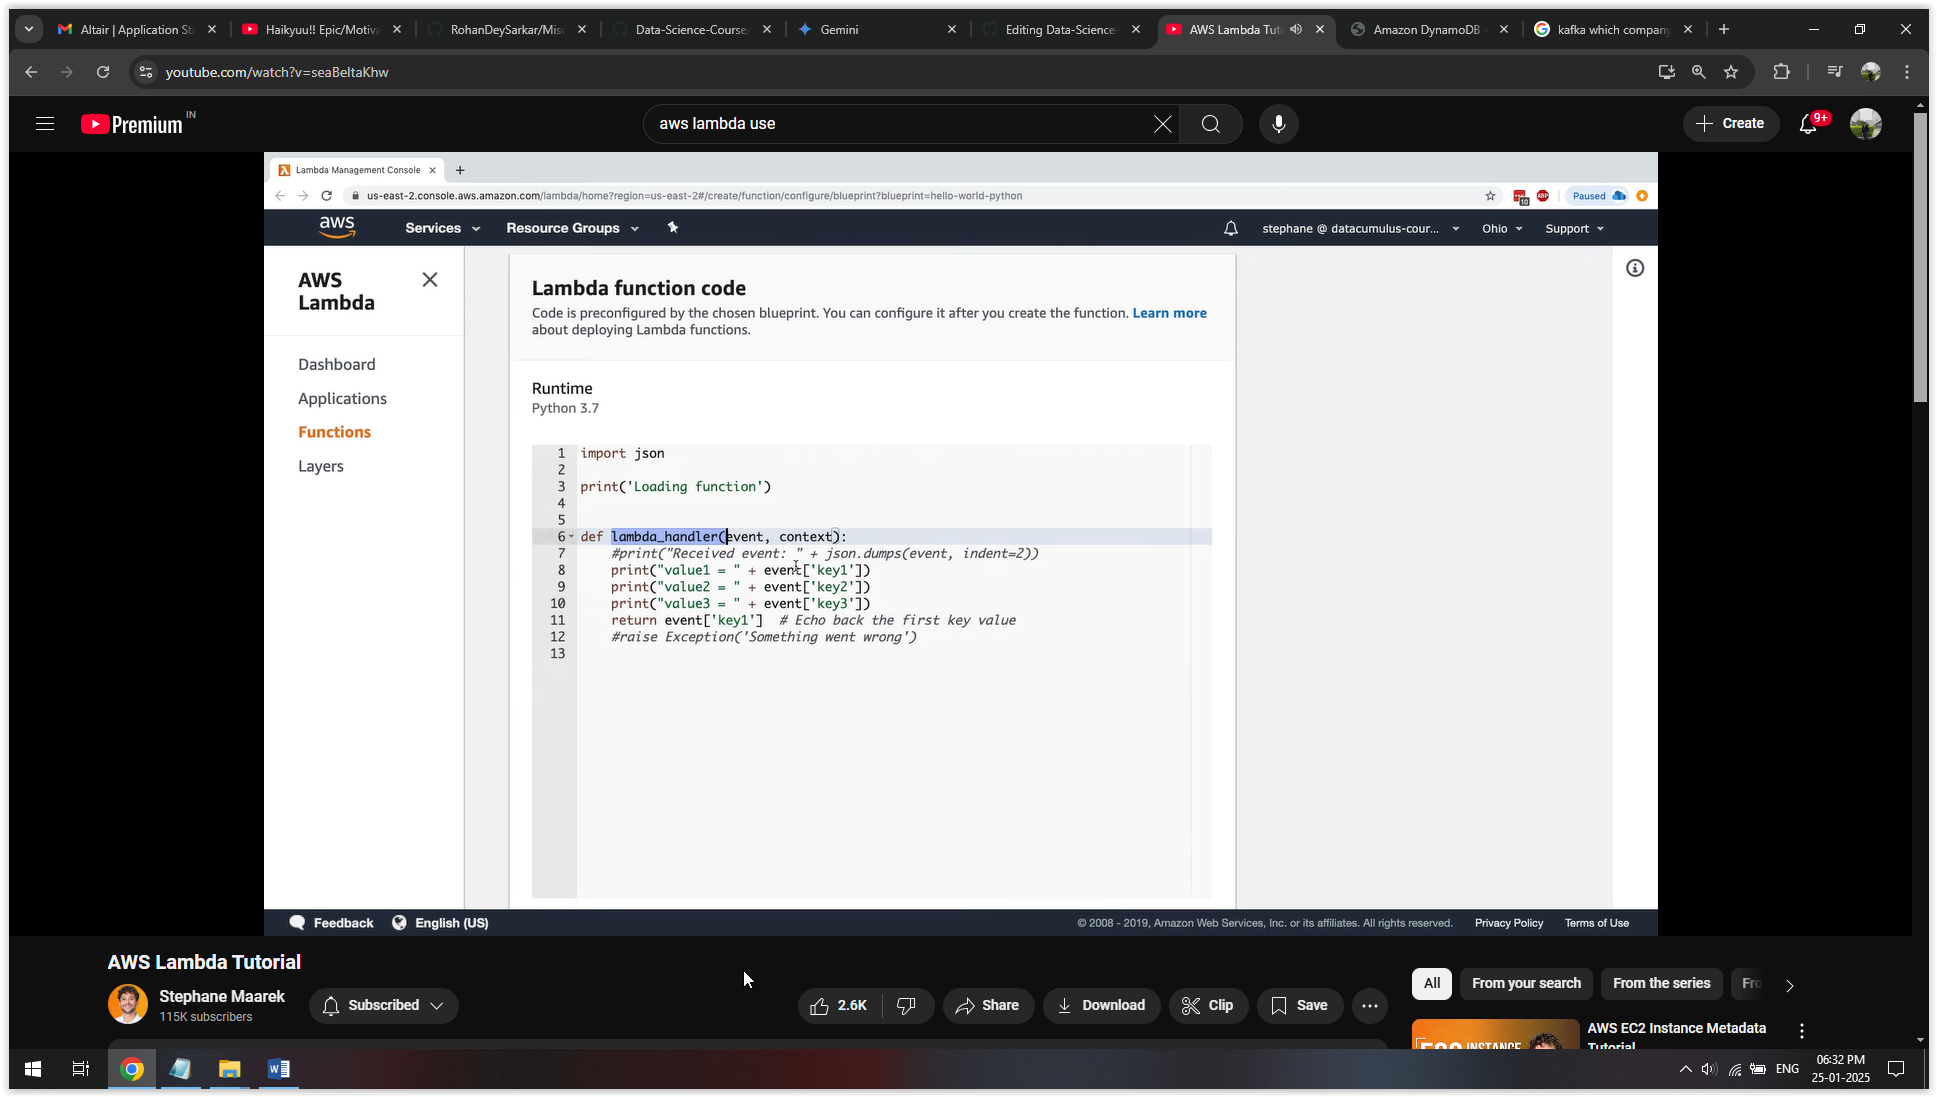 Altair | Application Sta
Haikyuu!! Epic/Motiva
RohanDeySarkar/Misc
Data-Science-Course/
Gemini
Editing Data-Science-
AWS Lambda Tut
Amazon DynamoDB
kafka which company
youtube.com/watch?v=seaBeltaKhw
Premium IN
aws lambda use
Create
9+
Lambda Management Console
us-east-2.console.aws.amazon.com/lambda/home?region=us-east-2#/create/function/configure/blueprint?blueprint=hello-world-python
10
ABP
Paused
aws
Services
Resource Groups
stephane @ datacumulus-cour...
Ohio
Support
AWS
Lambda
Dashboard
Applications
Functions
Layers
Lambda function code
Code is preconfigured by the chosen blueprint. You can configure it after you create the function. Learn more
about deploying Lambda functions.
Runtime
Python 3.7
1 import json
2
3 print('Loading function')
4
5
6 def lambda_handler(event, context):
7 #print("Received event: " + json.dumps(event, indent=2))
8 print("value1 = " + event['key1'])
9 print("value2 = " + event['key2'])
10 print("value3 = " + event['key3'])
11 return event['key1'] # Echo back the first key value
12 #raise Exception('Something went wrong')
13
Feedback
English (US)
© 2008 - 2019, Amazon Web Services, Inc. or its affiliates. All rights reserved.
Privacy Policy
Terms of Use
AWS Lambda Tutorial
Stephane Maarek
115K subscribers
Subscribed
2.6K
Share
Download
Clip
Save
All
From your search
From the series
Fro
AWS EC2 Instance Metadata
Tutorial
INSTANCE
ENG
06:32 PM
25-01-2025